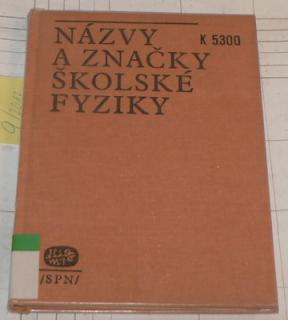 NÁZVY
A ZNAČKY
ŠKOLSKÉ
FYZIKY
K 5300
/SPN/